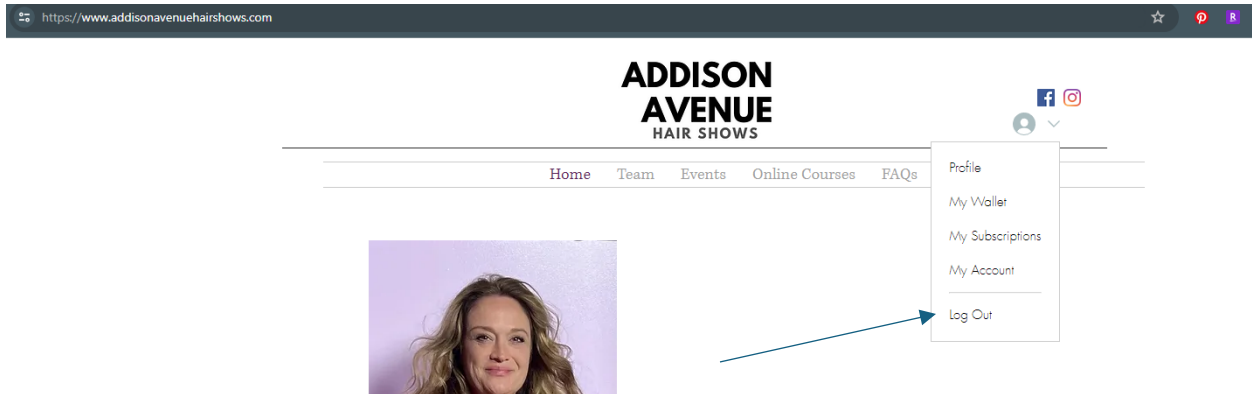 https://www.addisonavenuehairshows.com
R
ADDISON
AVENUE
HAIR SHOWS
Home Team Events Online Courses FAQs
Profile
My Wallet
My Subscriptions
My Account
Log Out